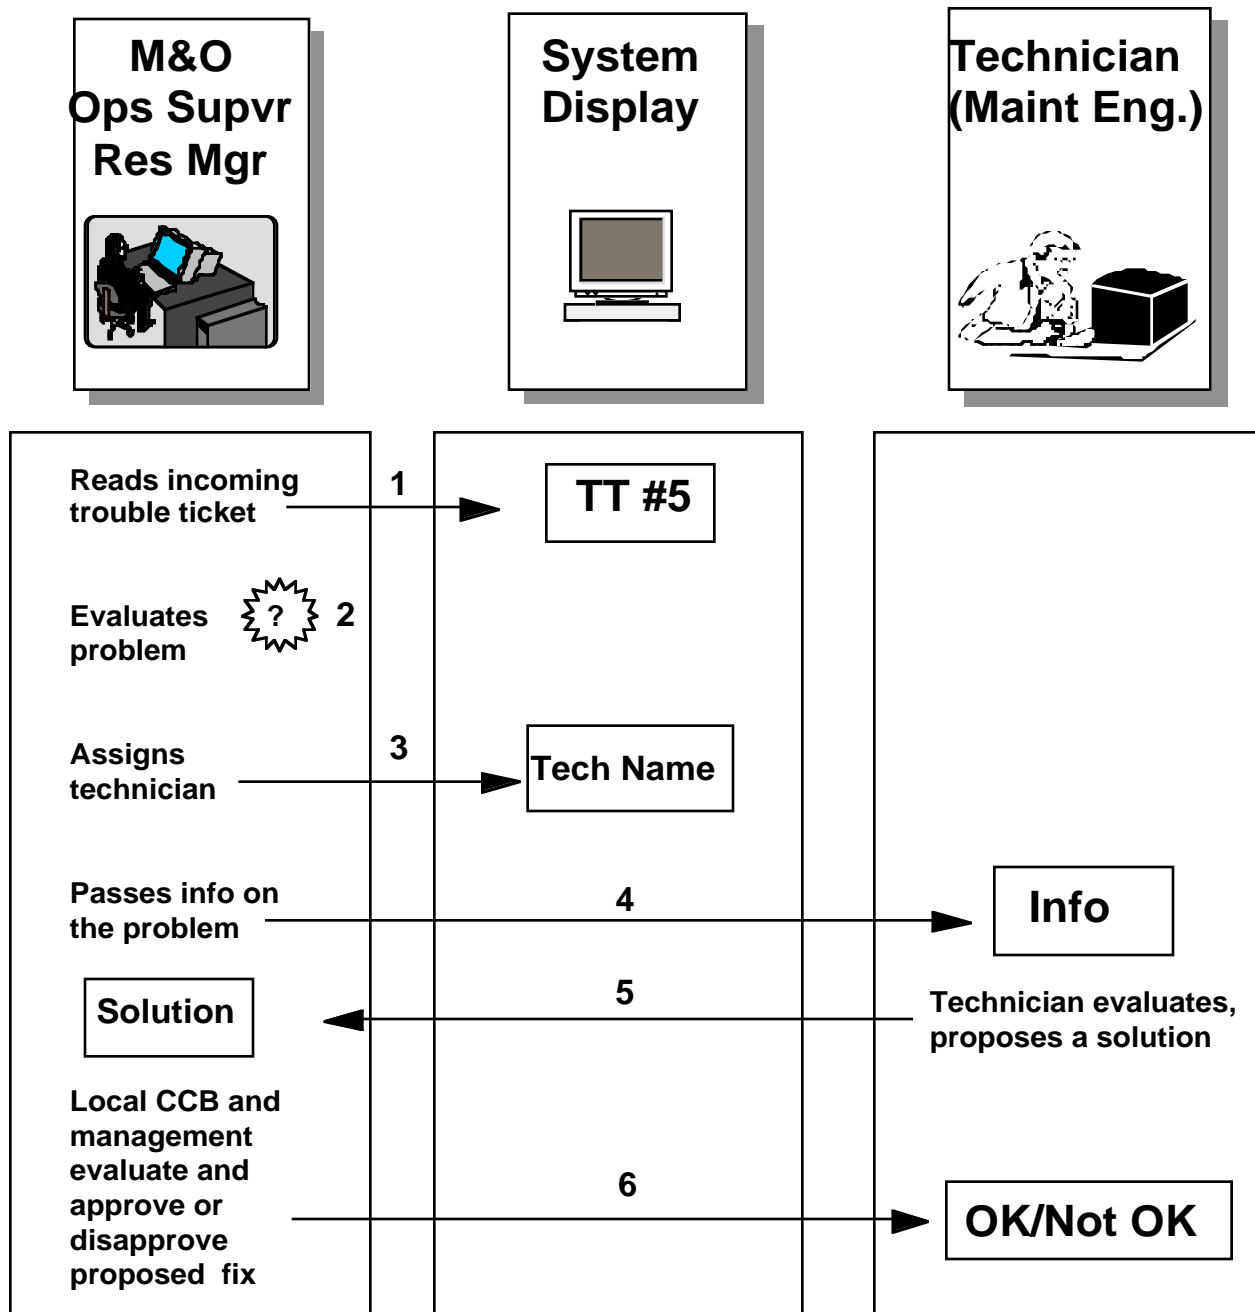 M&O
Ops Supvr
Res Mgr
System
Display
Technician
(Maint Eng.)
Reads incoming
trouble ticket
1
TT #5
Evaluates
problem
?
2
Assigns
technician
3
Tech Name
Passes info on
the problem
4
Info
Solution
5
Technician evaluates,
proposes a solution
Local CCB and
management
evaluate and
approve or
disapprove
proposed  fix
6
OK/Not OK